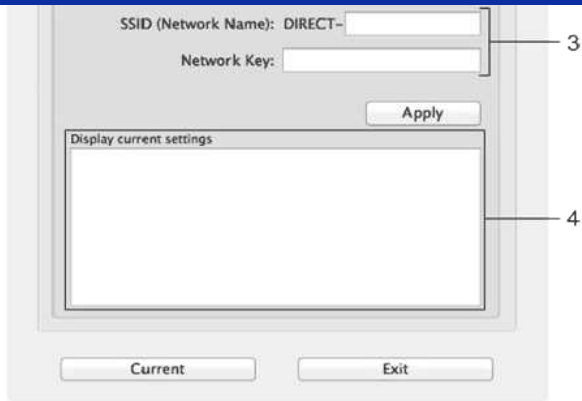 SSID (Network Name): DIRECT-
3
Network Key:
Apply
Display current settings
4
Current Exit